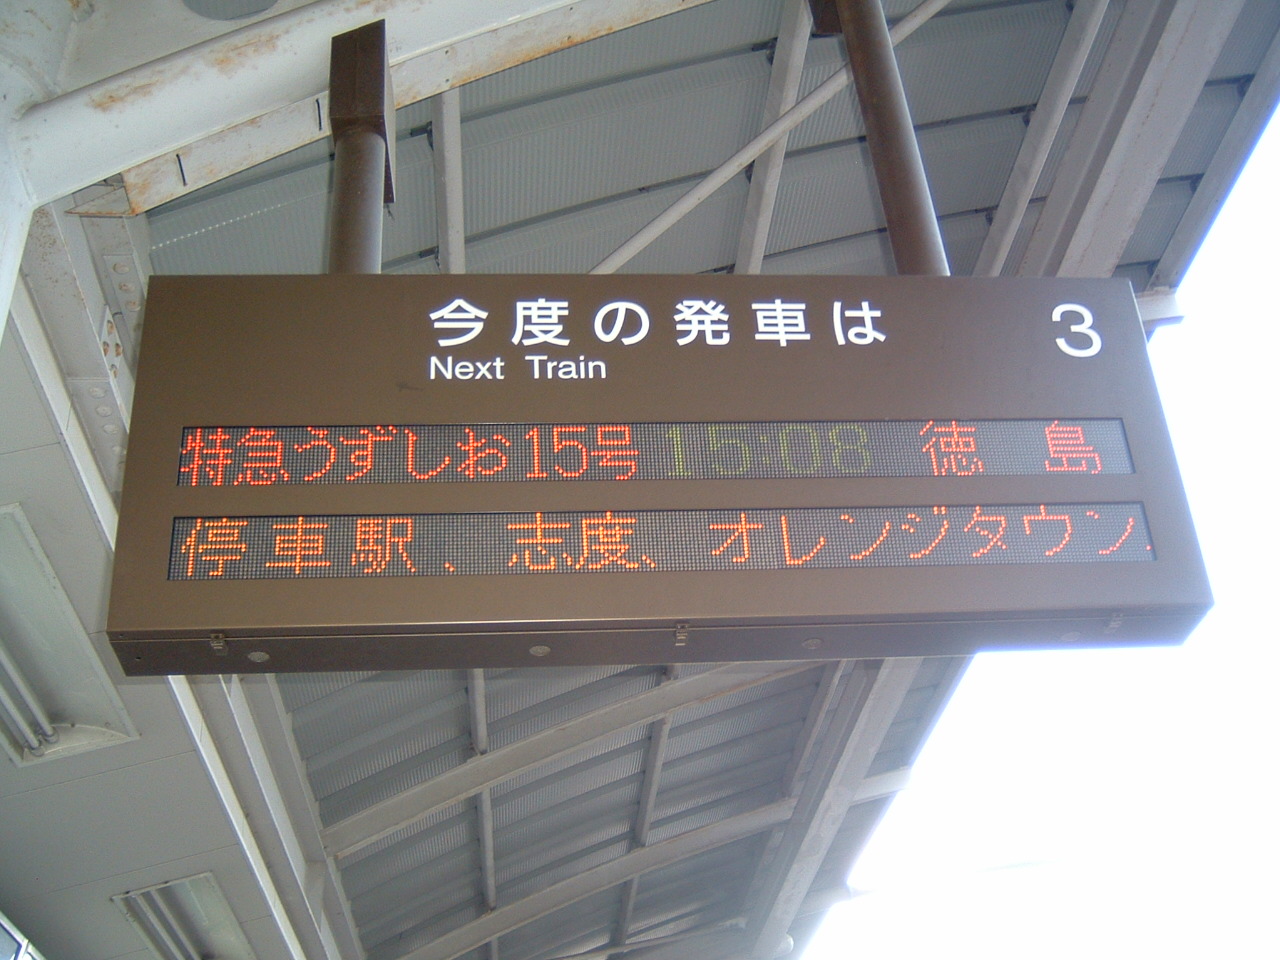 今度の発車は 3
Next Train
特急うずしお15号 15:08 徳島
停車駅、志度、オレンジタウン、